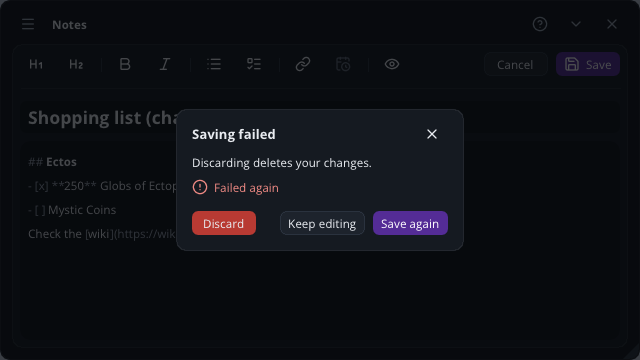 Notes
H1 H2 B I Cancel Save
Shopping list (cha
## Ectos
- [x] **250** Globs of Ectop
- [ ] Mystic Coins
Check the [wiki](https://wik
Saving failed
Discarding deletes your changes.
Failed again
Discard Keep editing Save again